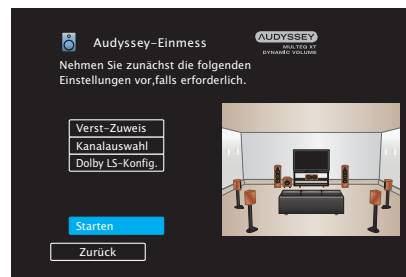 Audyssey-Einmess
AUDYSSEY
MULTEQ XT
DYNAMIC VOLUME
Nehmen Sie zunächst die folgenden
Einstellungen vor,falls erforderlich.
Verst-Zuweis
Kanalauswahl
Dolby LS-Konfig.
Starten
Zurück